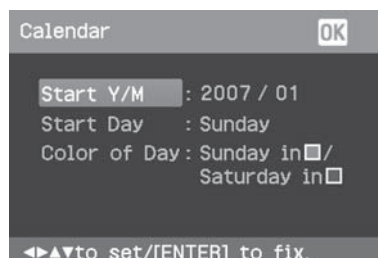 Calendar OK
Start Y/M : 2007 / 01
Start Day : Sunday
Color of Day : Sunday in■/
Saturday in□
◀▶▲▼to set/[ENTER] to fix.